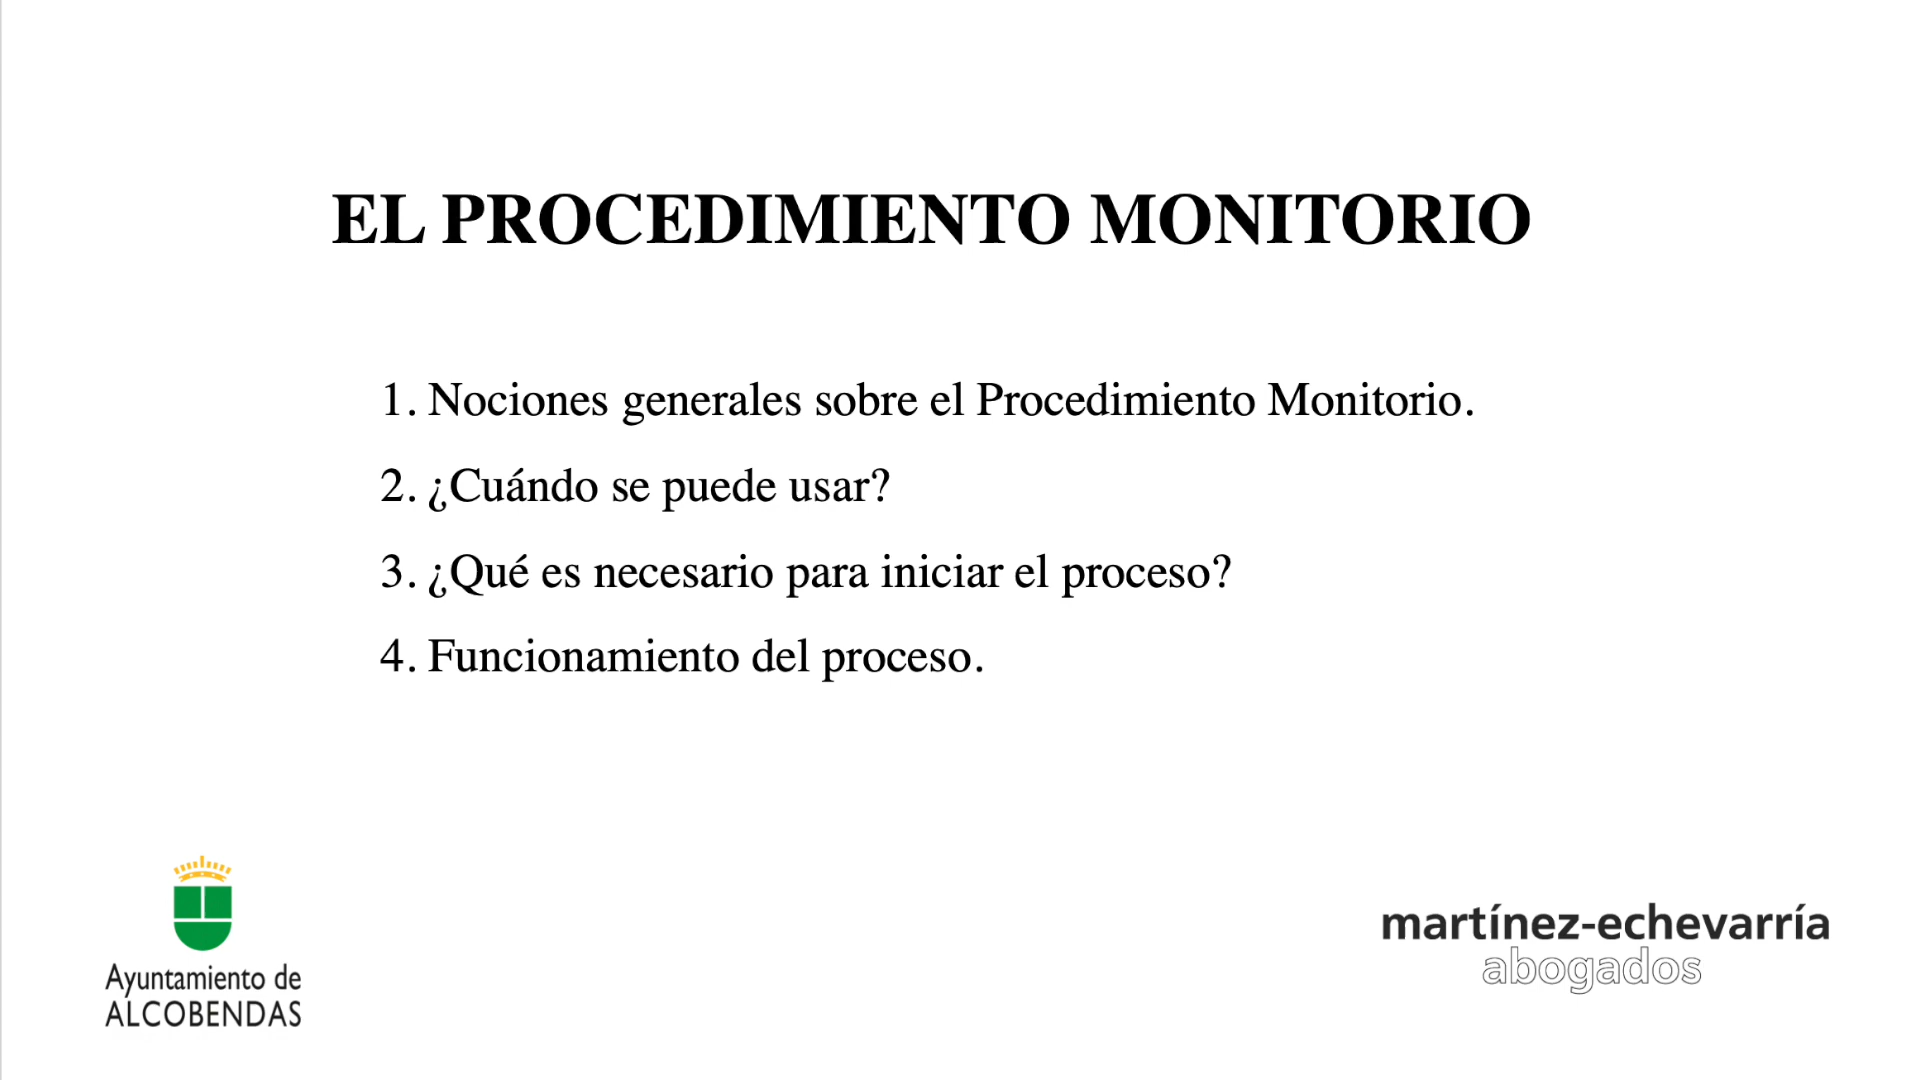 EL PROCEDIMIENTO MONITORIO
1. Nociones generales sobre el Procedimiento Monitorio.
2. ¿Cuándo se puede usar?
3. ¿Qué es necesario para iniciar el proceso?
4. Funcionamiento del proceso.
Ayuntamiento de
ALCOBENDAS
martínez-echevarría
abogados